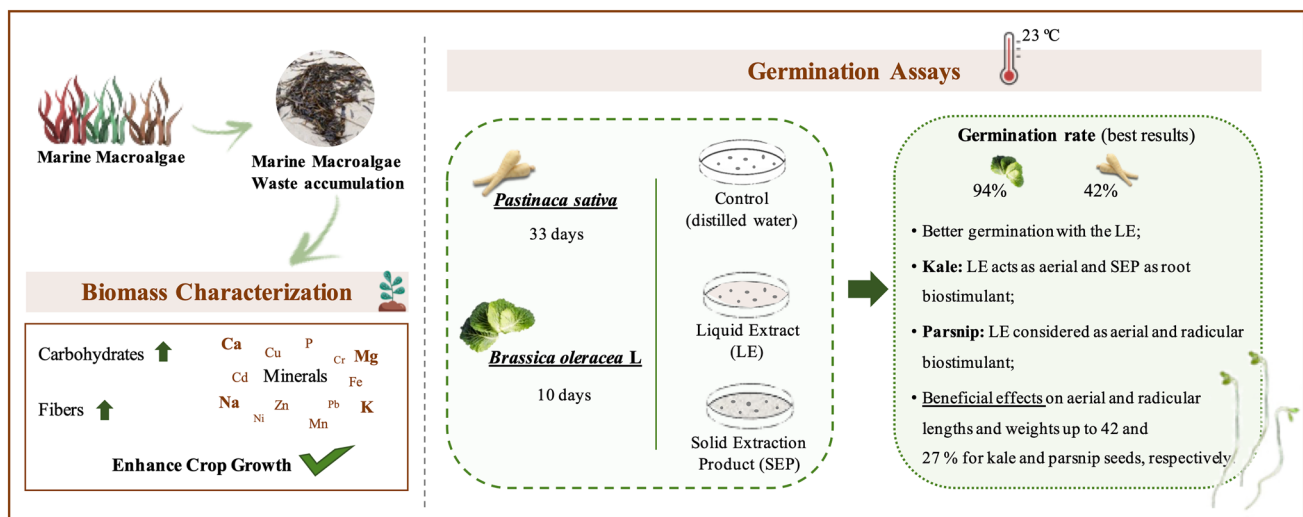 Marine Macroalgae
Marine Macroalgae
Waste accumulation
Biomass Characterization
Carbohydrates
Fibers
Ca
Cu
P
Cr
Mg
Cd
Minerals
Fe
Na
Ni
Zn
Pb
Mn
K
Enhance Crop Growth
23 ºC
Germination Assays
Pastinaca sativa
33 days
Brassica oleracea L
10 days
Control
(distilled water)
Liquid Extract
(LE)
Solid Extraction
Product (SEP)
Germination rate (best results)
94%
42%
• Better germination with the LE;
• Kale: LE acts as aerial and SEP as root
biostimulant;
• Parsnip: LE considered as aerial and radicular
biostimulant;
• Beneficial effects on aerial and radicular
lengths and weights up to 42 and
27 % for kale and parsnip seeds, respectively.